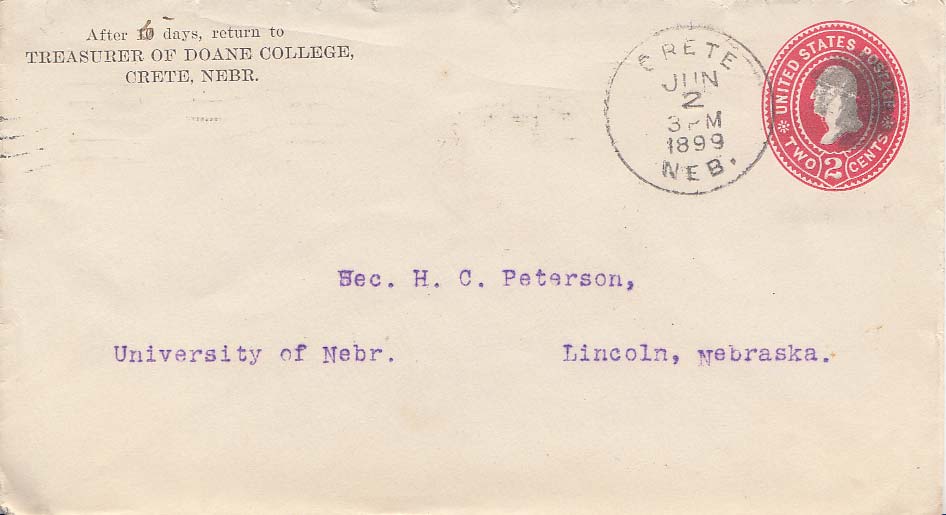 After 10 days, return to
TREASURER OF DOANE COLLEGE,
CRETE, NEBR.
CRETE
JUN
2
3 PM
1899
NEB.
UNITED STATES POSTAGE
TWO 2 CENTS
Sec. H. C. Peterson,
University of Nebr. Lincoln, Nebraska.